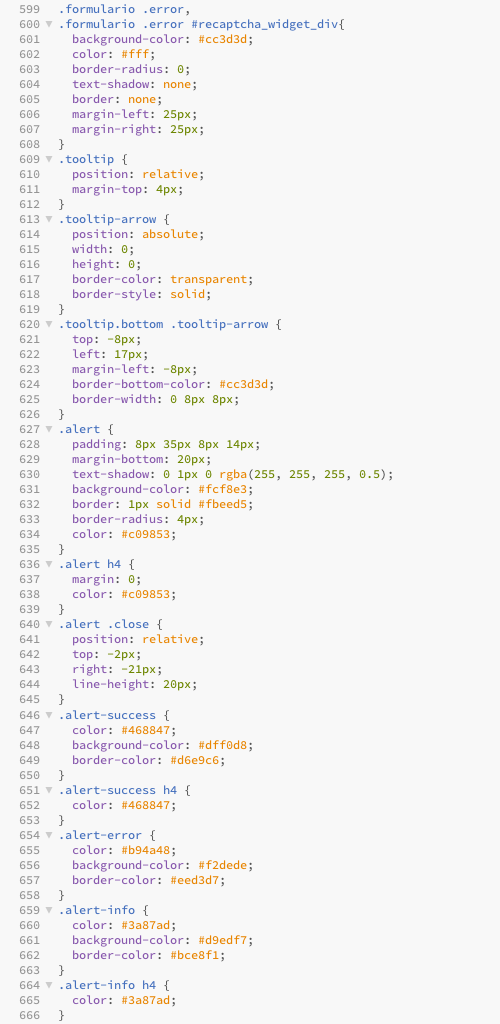 599 .formulario .error,
600 .formulario .error #recaptcha_widget_div{
601 background-color: #cc3d3d;
602 color: #fff;
603 border-radius: 0;
604 text-shadow: none;
605 border: none;
606 margin-left: 25px;
607 margin-right: 25px;
608 }
609 .tooltip {
610 position: relative;
611 margin-top: 4px;
612 }
613 .tooltip-arrow {
614 position: absolute;
615 width: 0;
616 height: 0;
617 border-color: transparent;
618 border-style: solid;
619 }
620 .tooltip.bottom .tooltip-arrow {
621 top: -8px;
622 left: 17px;
623 margin-left: -8px;
624 border-bottom-color: #cc3d3d;
625 border-width: 0 8px 8px;
626 }
627 .alert {
628 padding: 8px 35px 8px 14px;
629 margin-bottom: 20px;
630 text-shadow: 0 1px 0 rgba(255, 255, 255, 0.5);
631 background-color: #fcf8e3;
632 border: 1px solid #fbeed5;
633 border-radius: 4px;
634 color: #c09853;
635 }
636 .alert h4 {
637 margin: 0;
638 color: #c09853;
639 }
640 .alert .close {
641 position: relative;
642 top: -2px;
643 right: -21px;
644 line-height: 20px;
645 }
646 .alert-success {
647 color: #468847;
648 background-color: #dff0d8;
649 border-color: #d6e9c6;
650 }
651 .alert-success h4 {
652 color: #468847;
653 }
654 .alert-error {
655 color: #b94a48;
656 background-color: #f2dede;
657 border-color: #eed3d7;
658 }
659 .alert-info {
660 color: #3a87ad;
661 background-color: #d9edf7;
662 border-color: #bce8f1;
663 }
664 .alert-info h4 {
665 color: #3a87ad;
666 }